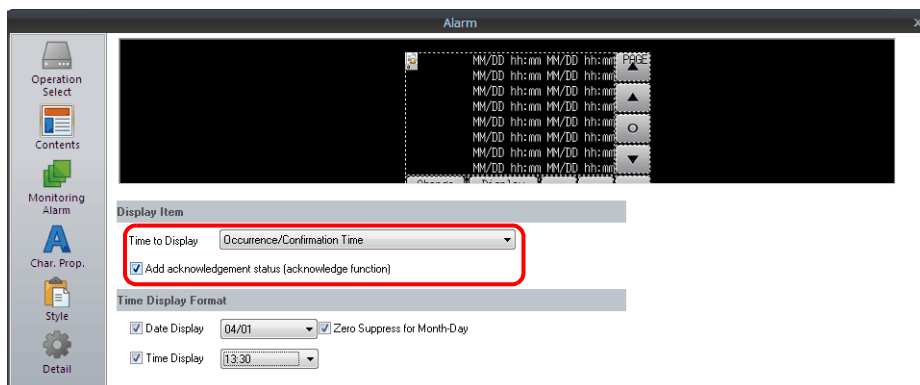 Alarm
x
Operation
Select
Contents
Monitoring
Alarm
Char. Prop.
Style
Detail
MM/DD hh:mm MM/DD hh:mm PAGE
MM/DD hh:mm MM/DD hh:mm
MM/DD hh:mm MM/DD hh:mm
MM/DD hh:mm MM/DD hh:mm
MM/DD hh:mm MM/DD hh:mm
MM/DD hh:mm MM/DD hh:mm
MM/DD hh:mm MM/DD hh:mm
MM/DD hh:mm MM/DD hh:mm
Change Display
Display Item
Time to Display Occurrence/Confirmation Time
Add acknowledgement status (acknowledge function)
Time Display Format
Date Display 04/01 Zero Suppress for Month-Day
Time Display 13:30